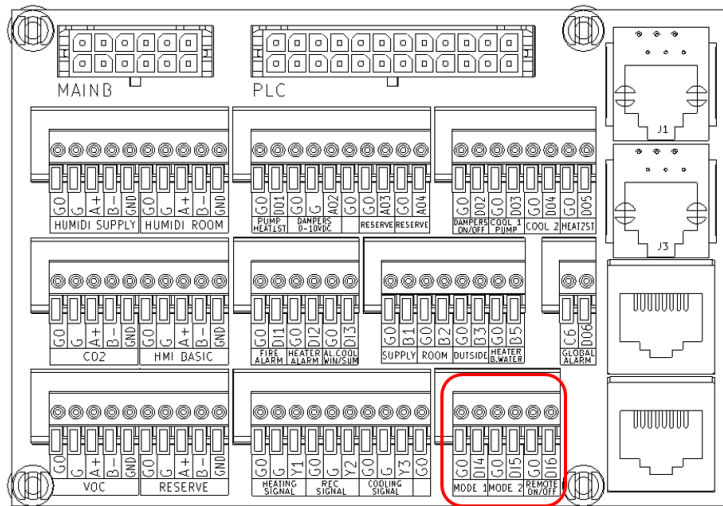 MAINB
PLC
J1
G0 G A+ B- GND G0 G A+ B- GND
HUMIDI SUPPLY HUMIDI ROOM
G0 DO1 G0 G AO2 G0 AO3 G0 AO4
PUMP HEAT1ST
DAMPERS 0-10VDC
RESERVE
RESERVE
G0 DO2 G0 DO3 G0 DO4 G0 DO5
DAMPERS ON/OFF
COOL 1 PUMP
COOL 2
HEAT2ST
J3
G0 G A+ B- GND G0 G A+ B- GND
CO2 HMI BASIC
G0 DI1 G0 DI2 G0 DI3
FIRE ALARM
HEATER ALARM
AL.COOL WIN/SUM
G0 B1 G0 B2 G0 B3 G0 B5
SUPPLY
ROOM
OUTSIDE
HEATER B.WATER
C6 DO6
GLOBAL ALARM
G0 G A+ B- GND G0 G A+ B- GND
VOC RESERVE
G0 G Y1 G0 G Y2 G0 G Y3 G0
HEATING SIGNAL
REC SIGNAL
COOLING SIGNAL
G0 DI4 G0 DI5 G0 DI6
MODE 1
MODE 2
REMOTE ON/OFF